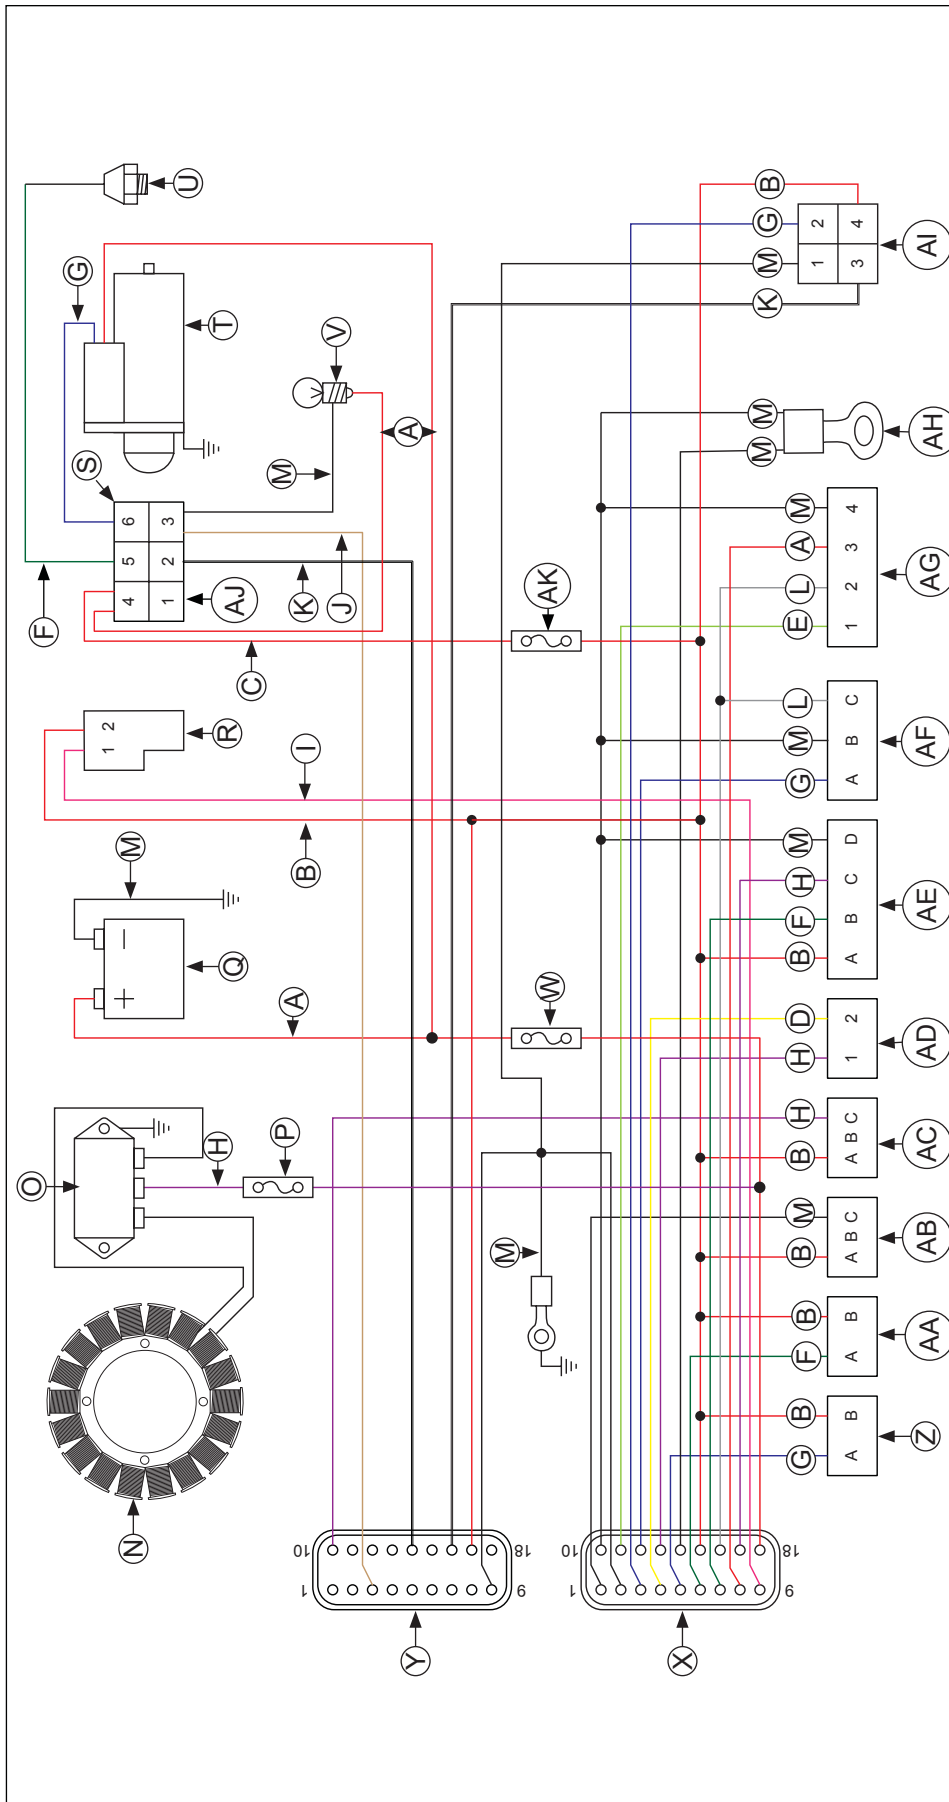 O
F
G
S
+ −
1 2
4 5 6
1 2 3
N
M
U
H
Q
R
AJ
T
C
P
A
B
I
M
K
J
V
A
10
1
18
9
Y
M
W
AK
10
1
18
9
X
G B
F B
B M
B H
H D
B F H M
G M L
E L A M
M M
K M G B
A B
A B
A B C
A B C
1 2
A B C D
A B C
1 2 3 4
1 2
3 4
Z
AA
AB
AC
AD
AE
AF
AG
AH
AI